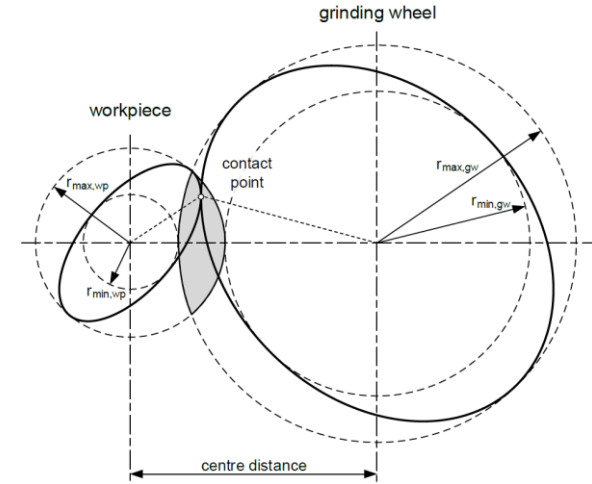 grinding wheel
workpiece
contact
point
r max,wp
r max,gw
r min,gw
r min,wp
centre distance